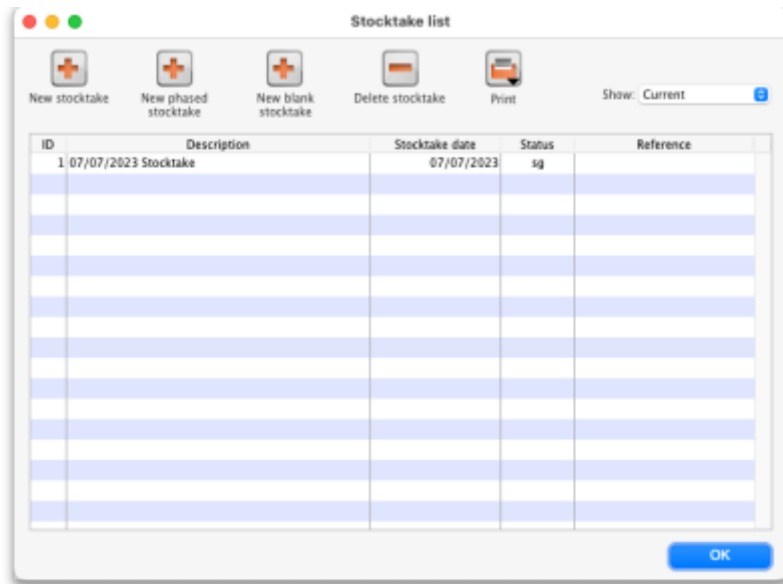 Stocktake list
New stocktake
New phased stocktake
New blank stocktake
Delete stocktake
Print
Show: Current
ID Description Stocktake date Status Reference
1 07/07/2023 Stocktake 07/07/2023 sg
OK